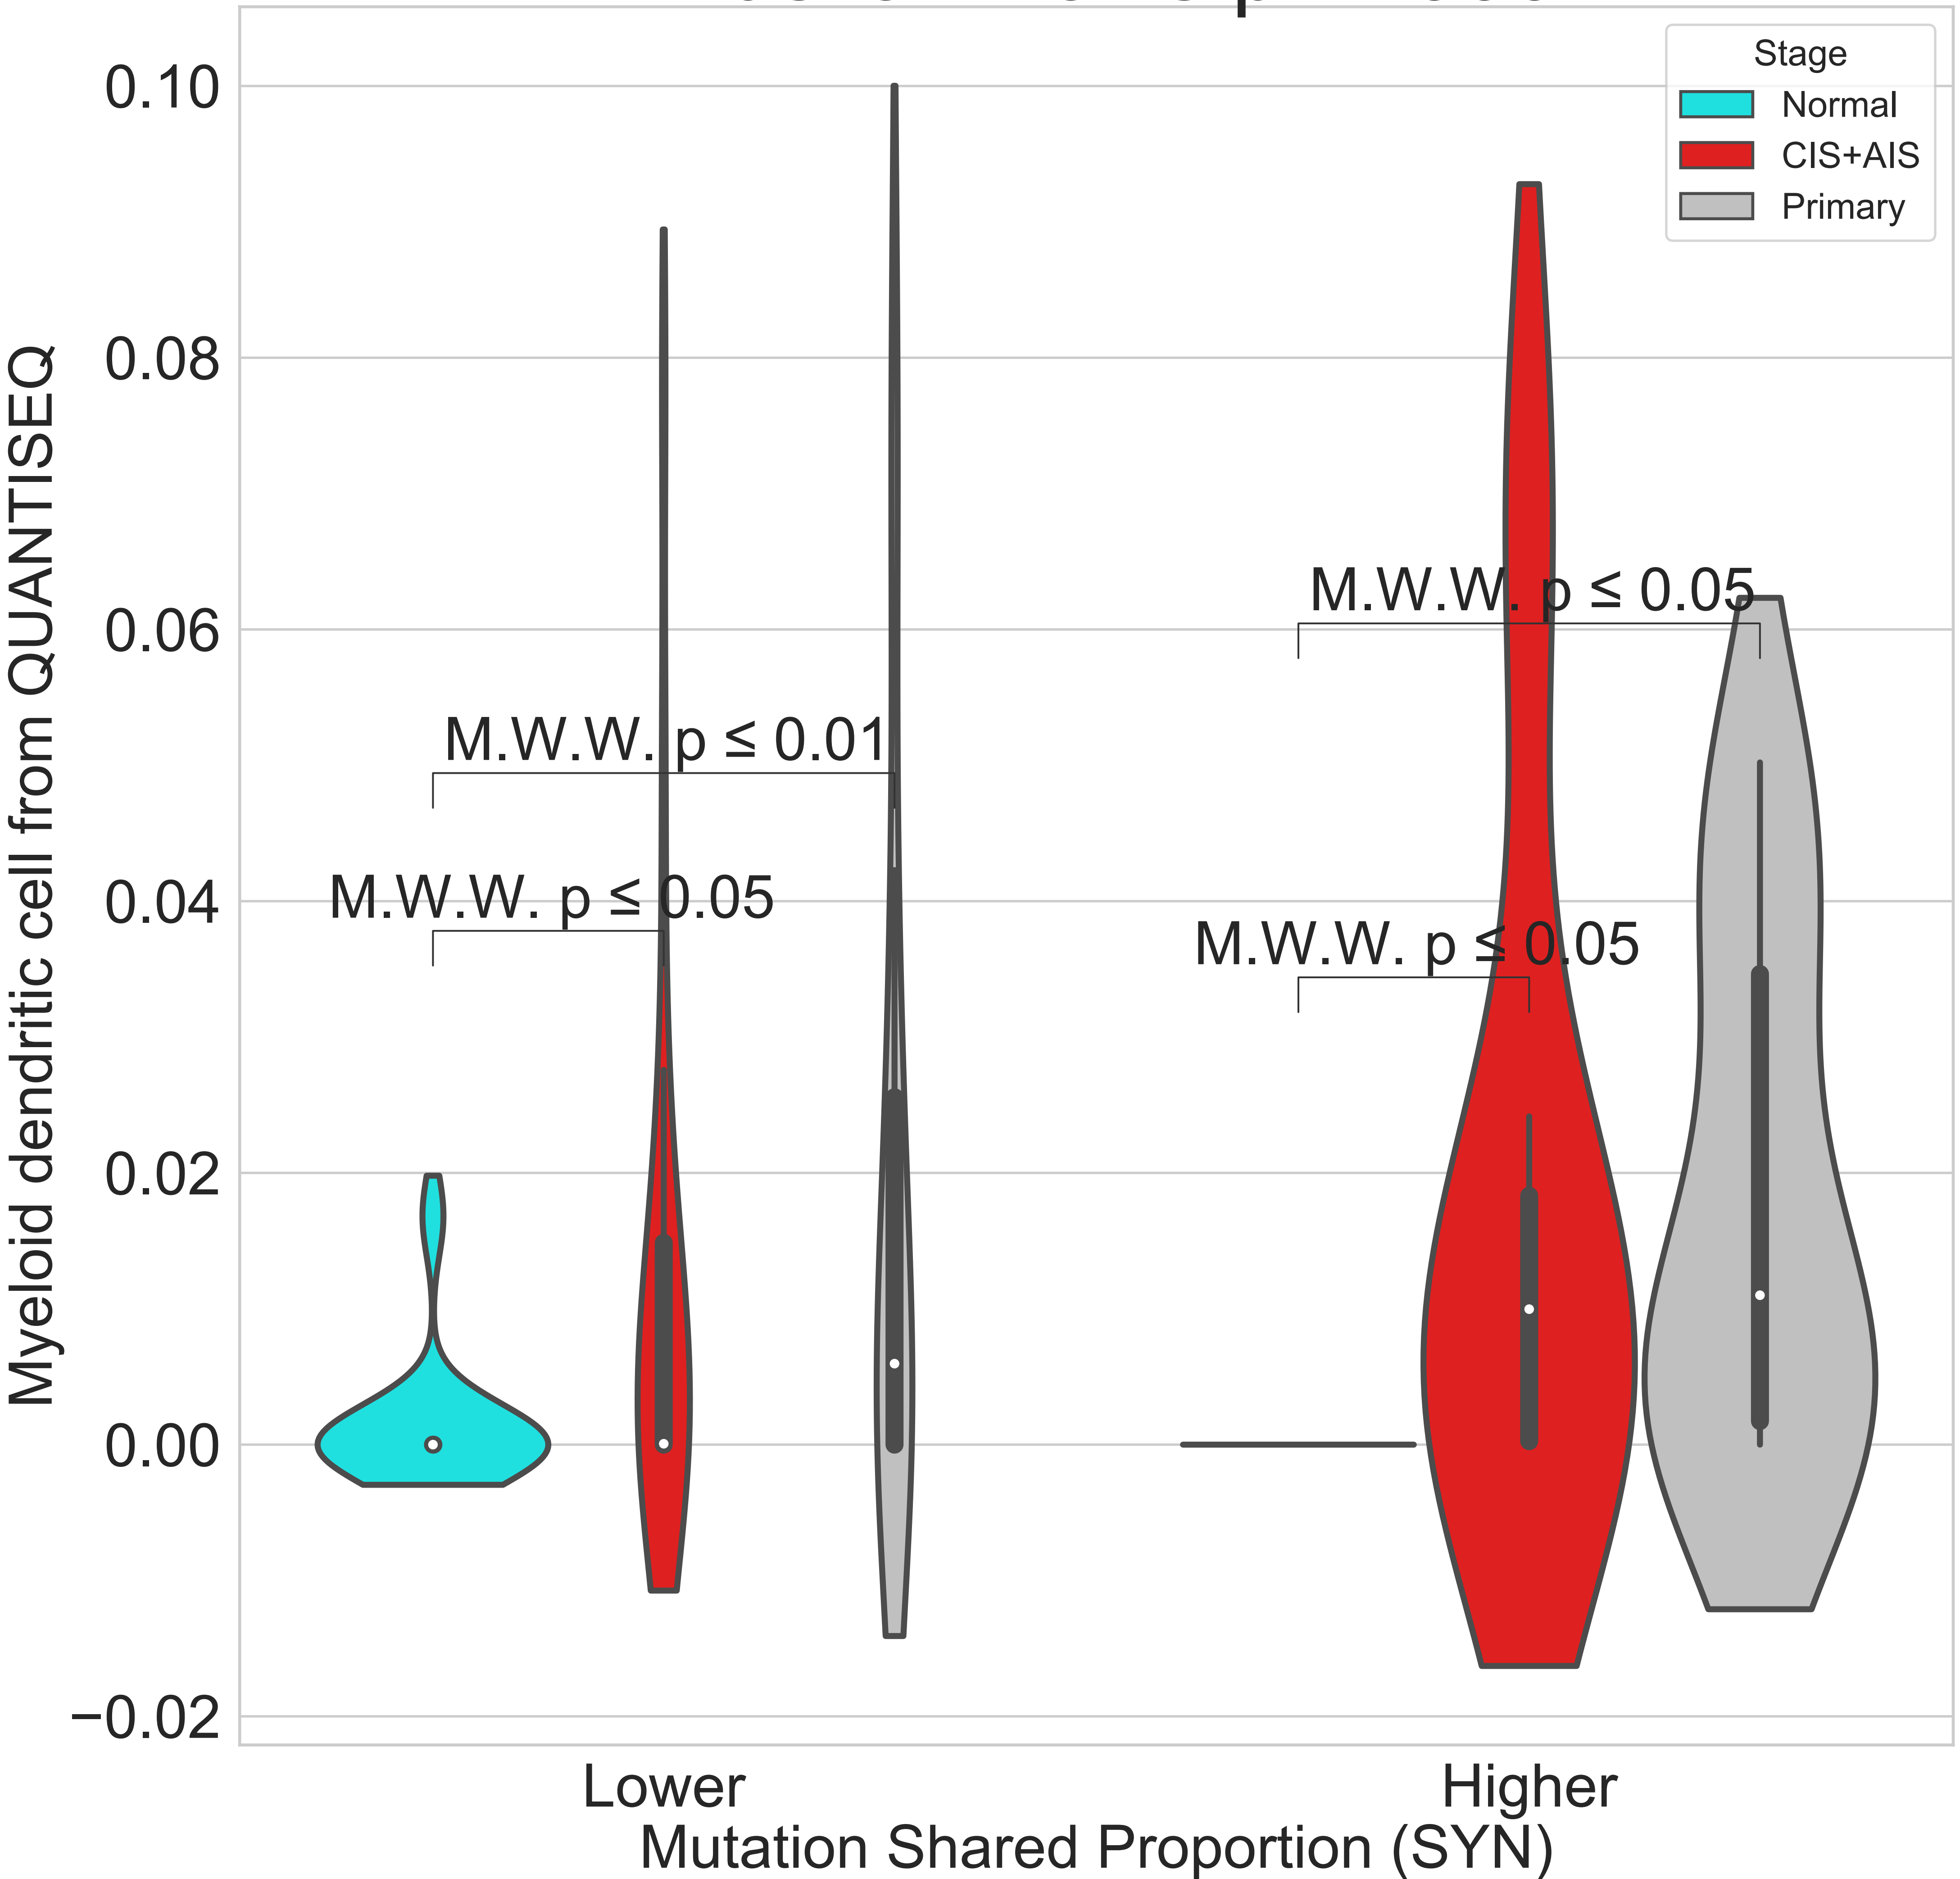 Stage
Normal
CIS+AIS
Primary
0.10
0.08
0.06
0.04
0.02
0.00
−0.02
Myeloid dendritic cell from QUANTISEQ
M.W.W. p ≤ 0.05
M.W.W. p ≤ 0.01
M.W.W. p ≤ 0.05
M.W.W. p ≤ 0.05
Lower
Higher
Mutation Shared Proportion (SYN)